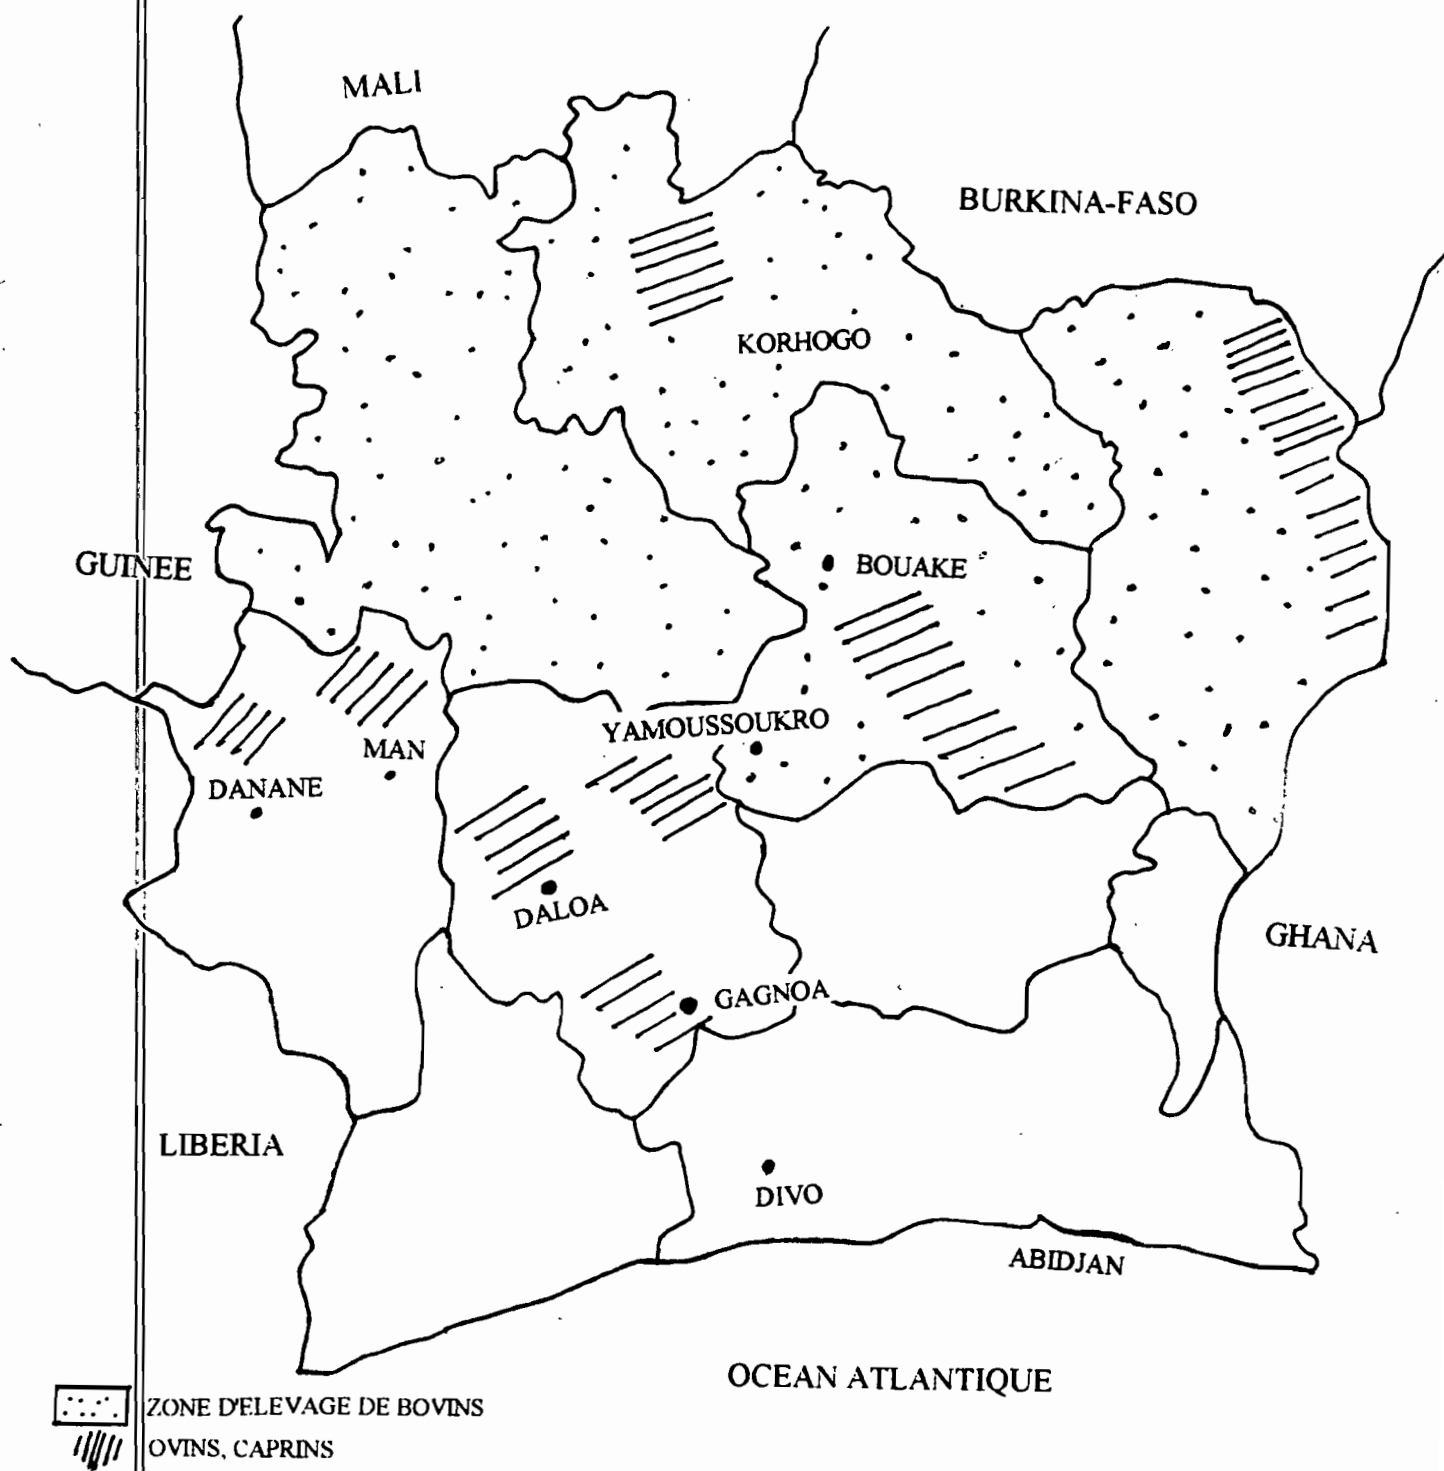 MALI
BURKINA-FASO
KORHOGO
GUINEE
BOUAKE
YAMOUSSOUKRO
MAN
DANANE
DALOA
GHANA
GAGNOA
LIBERIA
DIVO
ABIDJAN
OCEAN ATLANTIQUE
ZONE D'ELEVAGE DE BOVINS
OVINS, CAPRINS